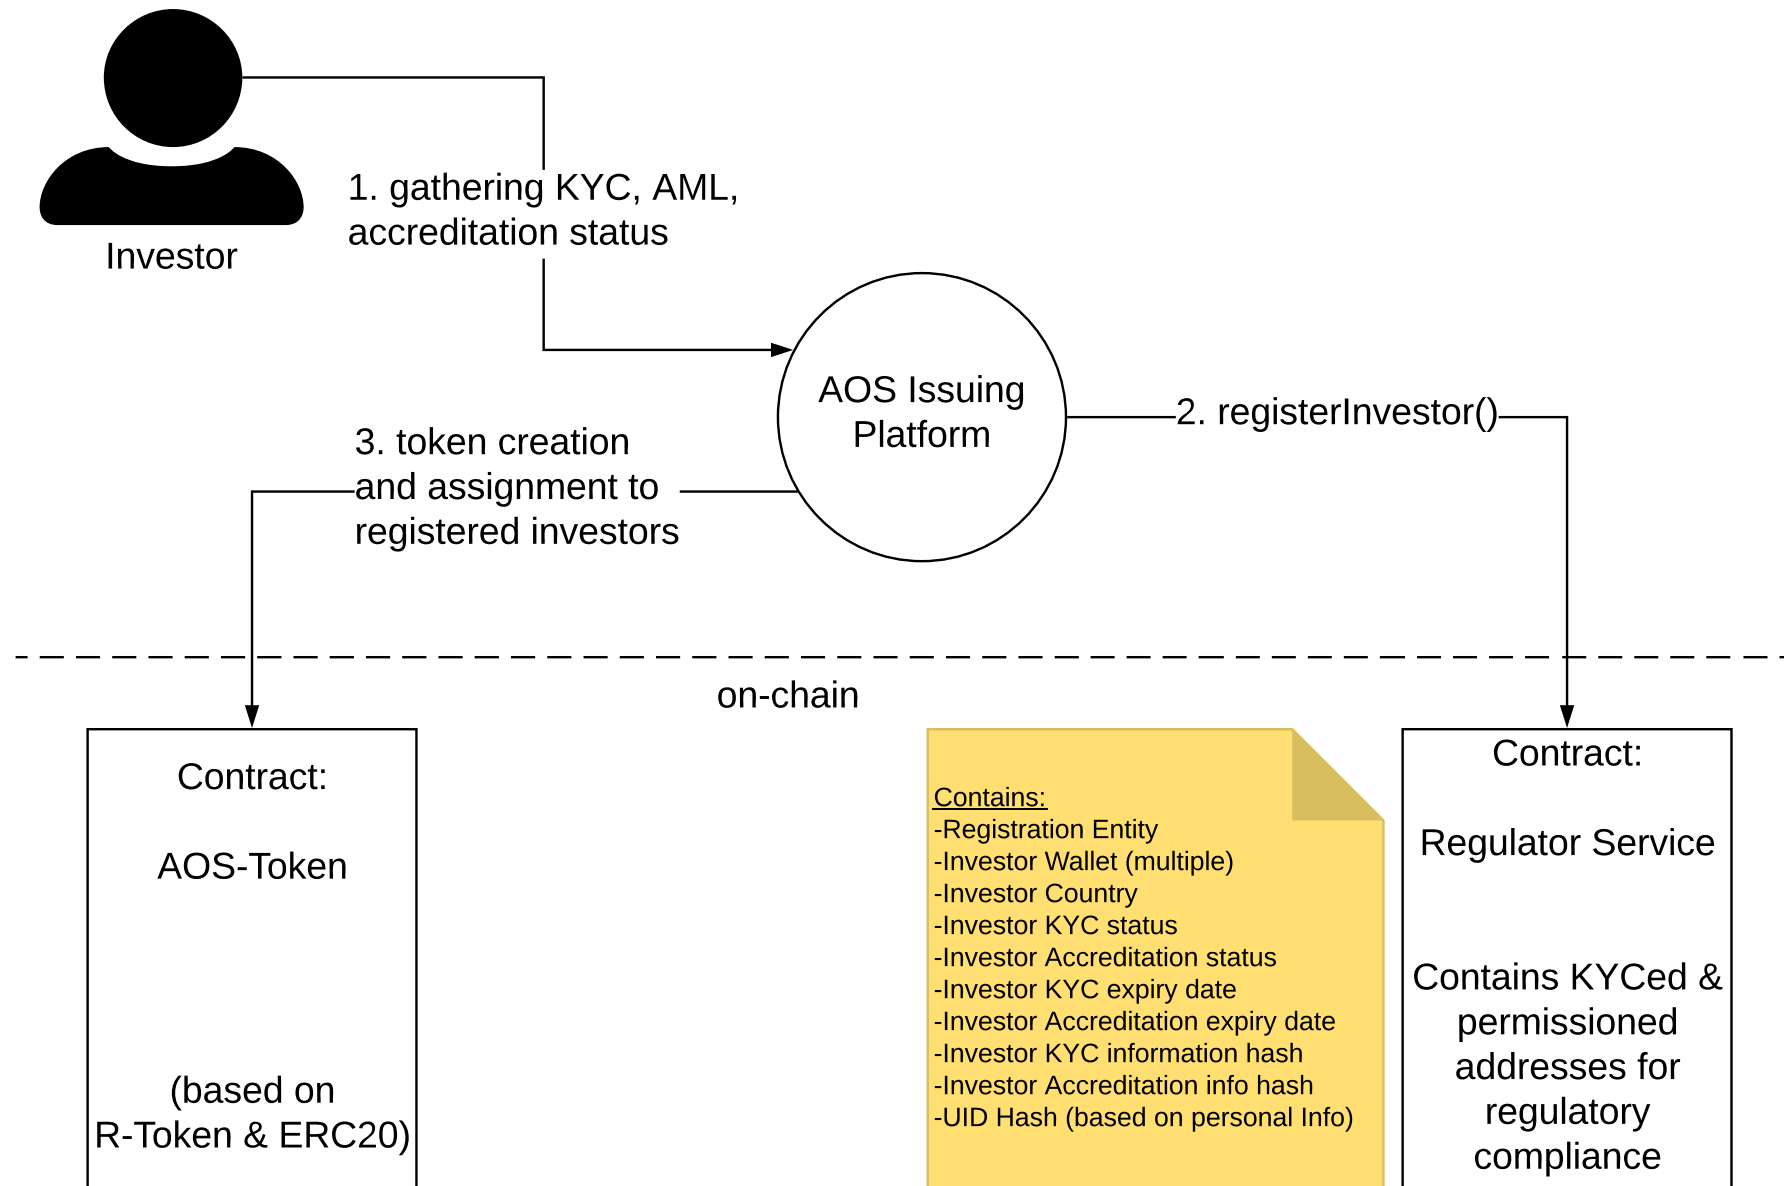 Investor
1. gathering KYC, AML,
accreditation status
AOS Issuing
Platform
2. registerInvestor()
3. token creation
and assignment to
registered investors
on-chain
Contract:
AOS-Token
(based on
R-Token & ERC20)
Contains:
-Registration Entity
-Investor Wallet (multiple)
-Investor Country
-Investor KYC status
-Investor Accreditation status
-Investor KYC expiry date
-Investor Accreditation expiry date
-Investor KYC information hash
-Investor Accreditation info hash
-UID Hash (based on personal Info)
Contract:
Regulator Service
Contains KYCed &
permissioned
addresses for
regulatory
compliance